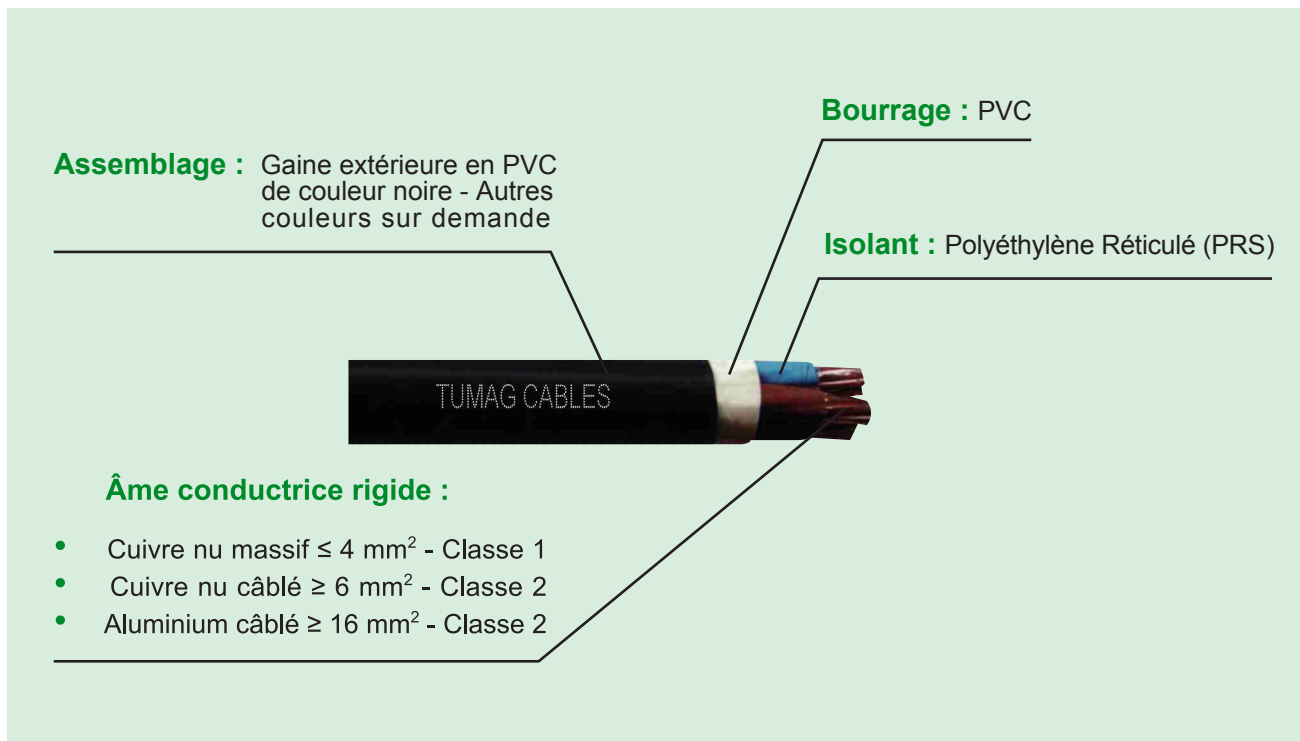 Bourrage : PVC
Assemblage : Gaine extérieure en PVC
de couleur noire - Autres
couleurs sur demande
Isolant : Polyéthylène Réticulé (PRS)
TUMAG CABLES
Âme conductrice rigide :
• Cuivre nu massif ≤ 4 mm² - Classe 1
• Cuivre nu câblé ≥ 6 mm² - Classe 2
• Aluminium câblé ≥ 16 mm² - Classe 2